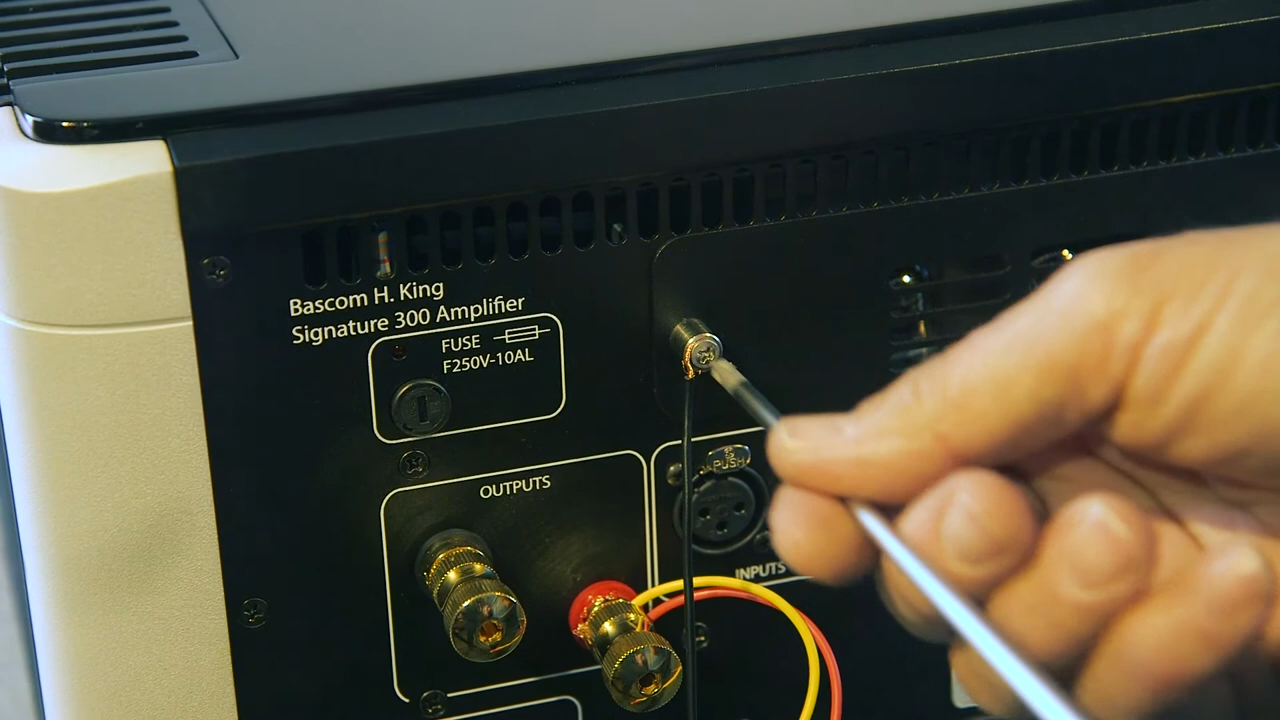 Bascom H. King
Signature 300 Amplifier
FUSE
F250V-10AL
OUTPUTS
PUSH
INPUTS